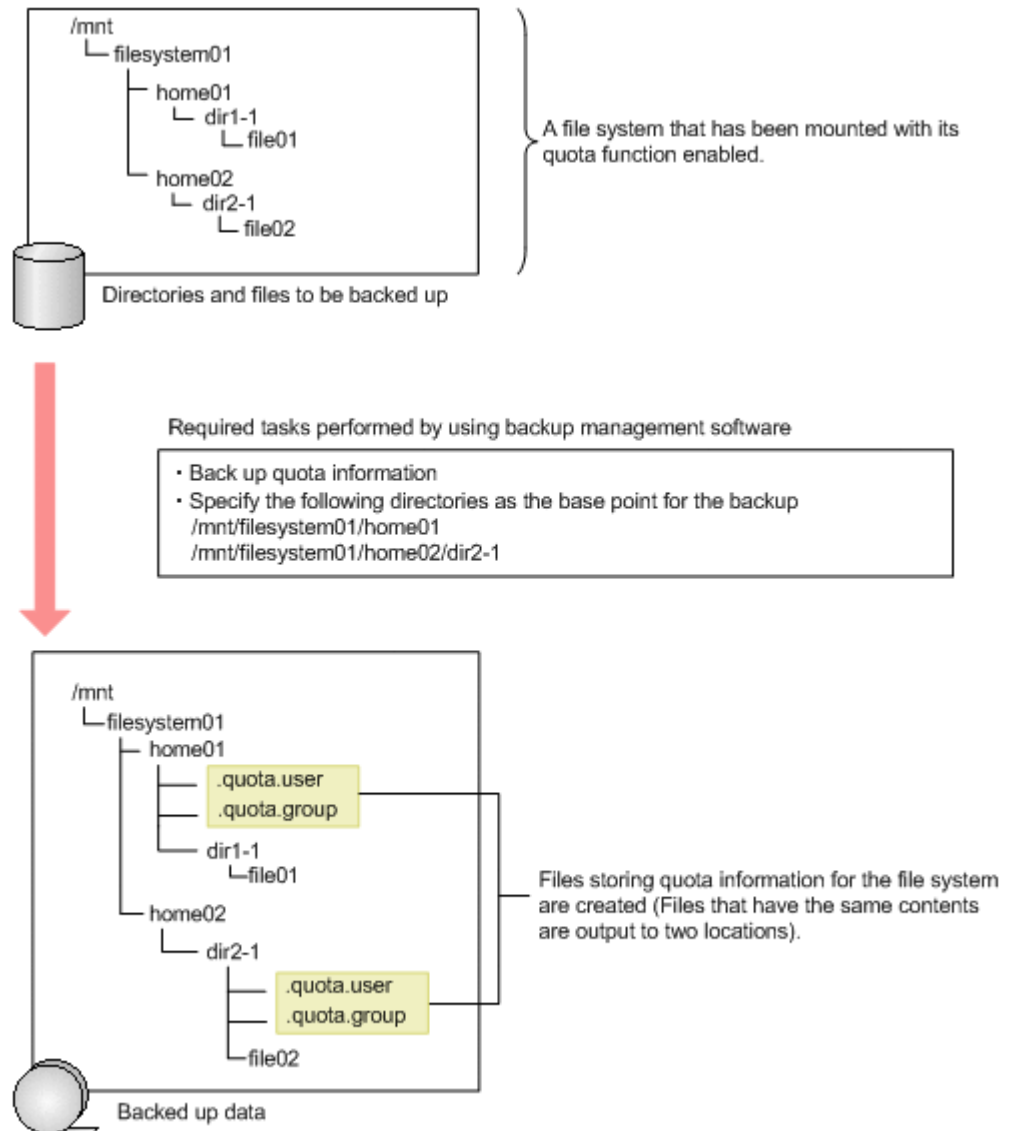 /mnt
filesystem01
home01
dir1-1
file01
home02
dir2-1
file02
A file system that has been mounted with its
quota function enabled.
Directories and files to be backed up
Required tasks performed by using backup management software
・Back up quota information
・Specify the following directories as the base point for the backup
/mnt/filesystem01/home01
/mnt/filesystem01/home02/dir2-1
/mnt
filesystem01
home01
.quota.user
.quota.group
dir1-1
file01
home02
dir2-1
.quota.user
.quota.group
file02
Files storing quota information for the file system
are created (Files that have the same contents
are output to two locations).
Backed up data